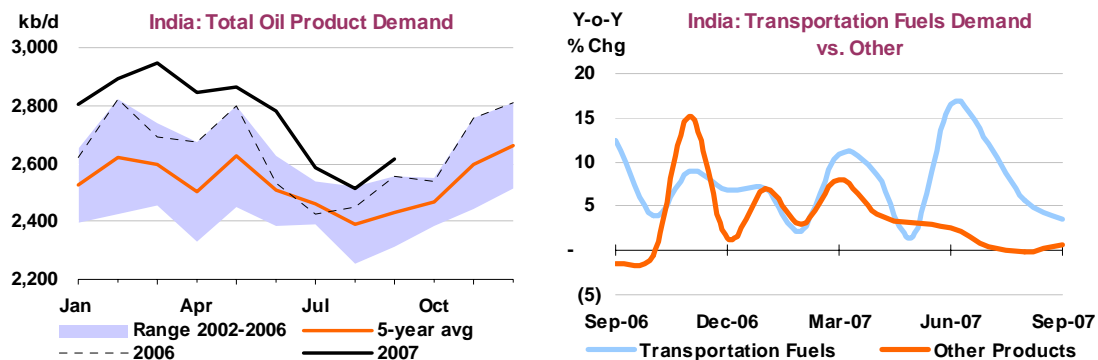 kb/d
India: Total Oil Product Demand
3,000
2,800
2,600
2,400
2,200
Jan
Apr
Jul
Oct
Range 2002-2006
5-year avg
2006
2007
Y-o-Y
% Chg
India: Transportation Fuels Demand
vs. Other
20
15
10
5
-
(5)
Sep-06
Dec-06
Mar-07
Jun-07
Sep-07
Transportation Fuels
Other Products